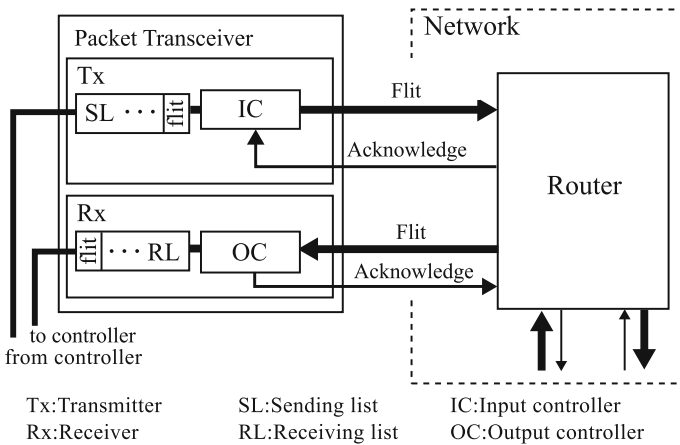 Network
Packet Transceiver
Tx
SL ··· flit
IC
Flit
Acknowledge
Router
Rx
flit ··· RL
OC
Flit
Acknowledge
to controller
from controller
Tx:Transmitter SL:Sending list IC:Input controller
Rx:Receiver RL:Receiving list OC:Output controller